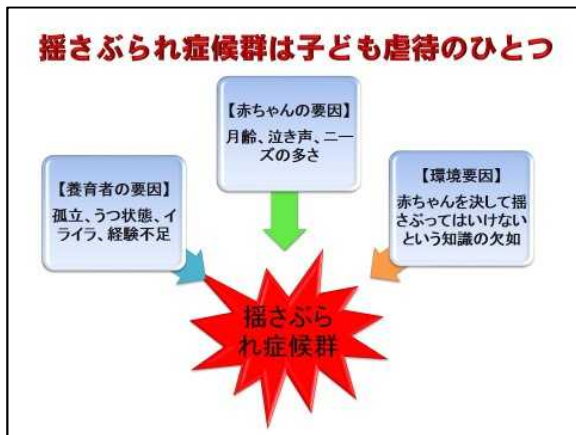 揺さぶられ症候群は子ども虐待のひとつ
【赤ちゃんの要因】
月齢、泣き声、ニー
ズの多さ
【養育者の要因】
孤立、うつ状態、イ
ライラ、経験不足
【環境要因】
赤ちゃんを決して揺
さぶってはいけない
という知識の欠如
揺さぶら
れ症候群